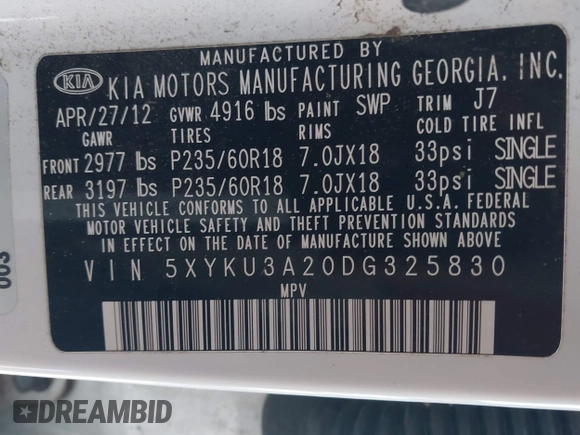 MANUFACTURED BY
KIA KIA MOTORS MANUFACTURING GEORGIA. INC.
APR/27/12 GVWR 4916 lbs PAINT SWP TRIM J7
GAWR TIRES RIMS COLD TIRE INFL
FRONT 2977 lbs P235/60R18 7.0JX18 33psi SINGLE
REAR 3197 lbs P235/60R18 7.0JX18 33psi SINGLE
THIS VEHICLE CONFORMS TO ALL APPLICABLE U.S.A. FEDERAL
MOTOR VEHICLE SAFETY AND THEFT PREVENTION STANDARDS
IN EFFECT ON THE DATE OF MANUFACTURE SHOWN ABOVE.
VIN 5XYKU3A20DG325830
MPV
003
DREAMBID